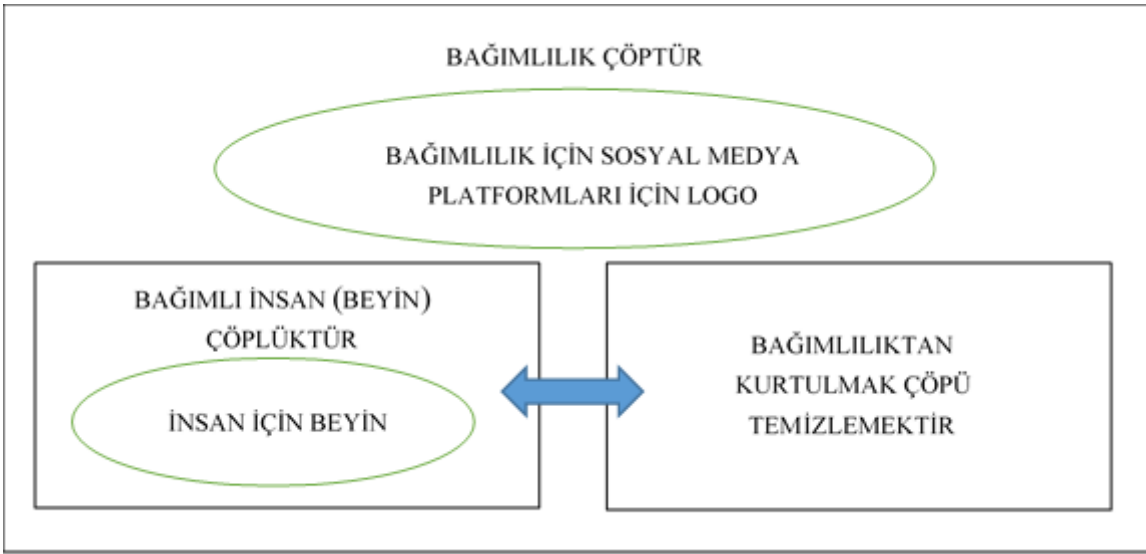 BAĞIMLILIK ÇÖPTÜR
BAĞIMLILIK İÇİN SOSYAL MEDYA
PLATFORMLARI İÇİN LOGO
BAĞIMLI İNSAN (BEYİN)
ÇÖPLÜKTÜR
İNSAN İÇİN BEYİN
BAĞIMLILIKTAN
KURTULMAK ÇÖPÜ
TEMİZLEMEKTİR